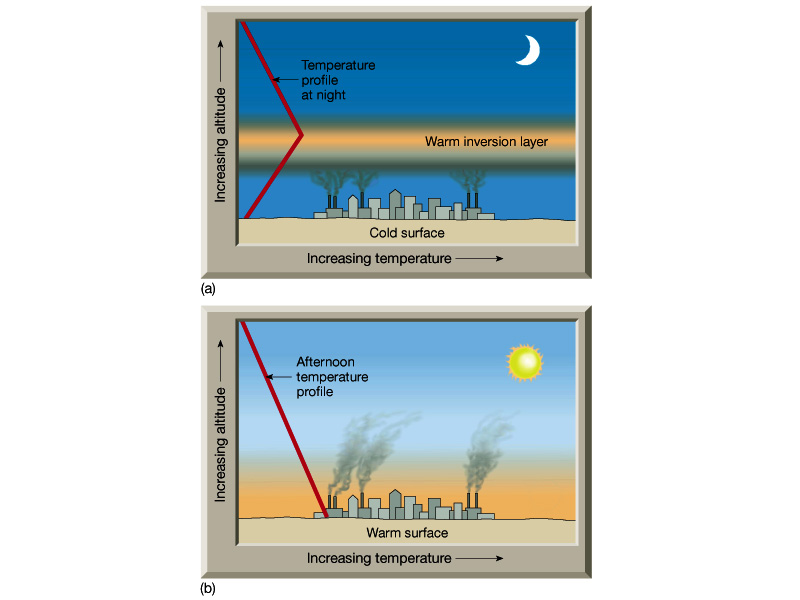 Temperature
profile
at night
Warm inversion layer
Increasing altitude
Cold surface
Increasing temperature
(a)
Afternoon
temperature
profile
Increasing altitude
Warm surface
Increasing temperature
(b)